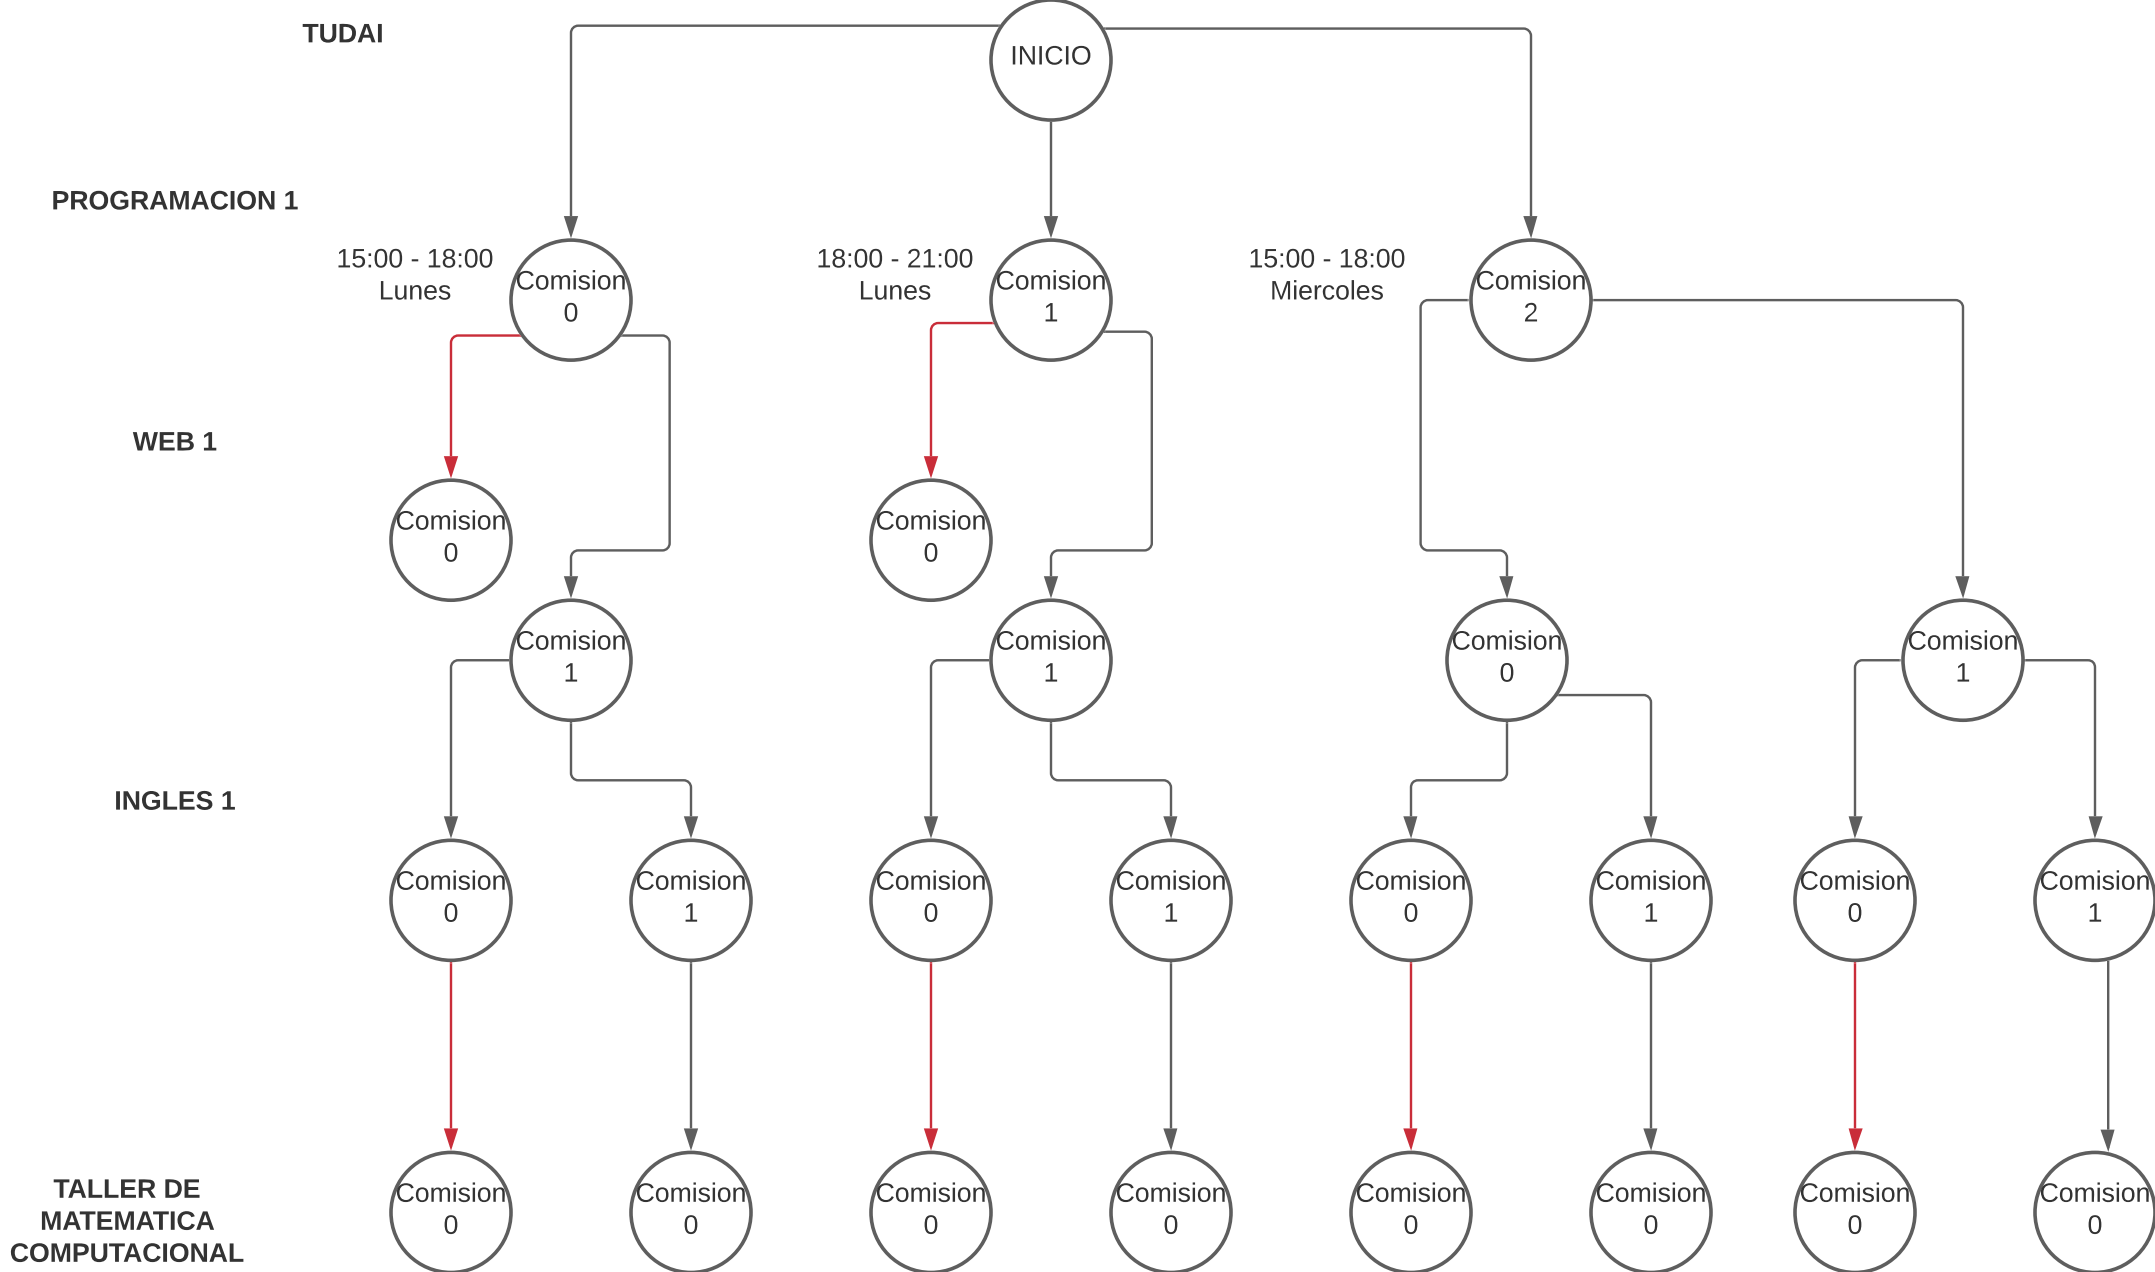 TUDAI
INICIO
PROGRAMACION 1
15:00 - 18:00
Lunes
Comision
0
18:00 - 21:00
Lunes
Comision
1
15:00 - 18:00
Miercoles
Comision
2
WEB 1
Comision
0
Comision
0
Comision
1
Comision
1
Comision
0
Comision
1
INGLES 1
Comision
0
Comision
1
Comision
0
Comision
1
Comision
0
Comision
1
Comision
0
Comision
1
TALLER DE
MATEMATICA
COMPUTACIONAL
Comision
0
Comision
0
Comision
0
Comision
0
Comision
0
Comision
0
Comision
0
Comision
0